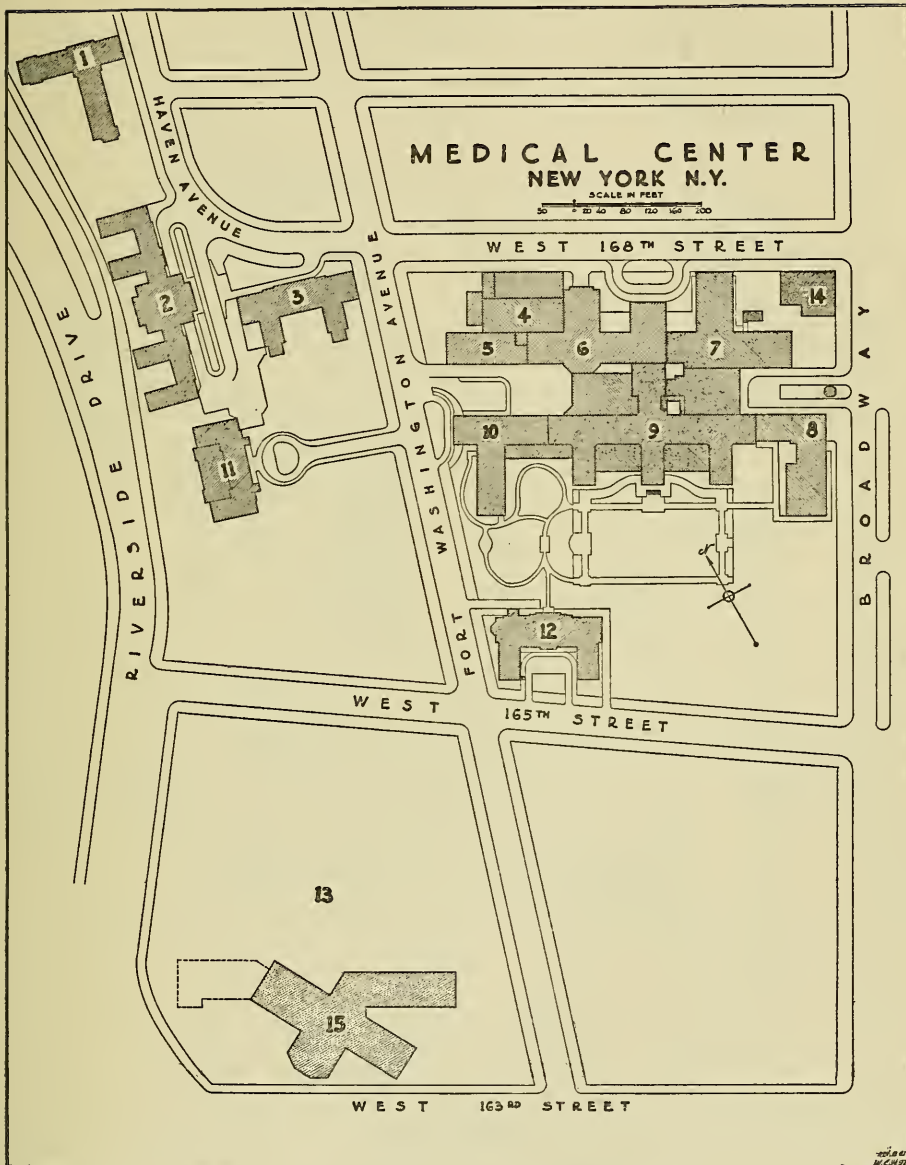 MEDICAL CENTER
NEW YORK N.Y.
SCALE IN FEET
50 0 20 40 80 120 160 200
WEST 168TH STREET
HAVEN AVENUE
RIVERSIDE DRIVE
FORT WASHINGTON AVENUE
BROADWAY
1
2
3
4
5
6
7
14
10
9
8
11
12
WEST 165TH STREET
13
15
WEST 163RD STREET